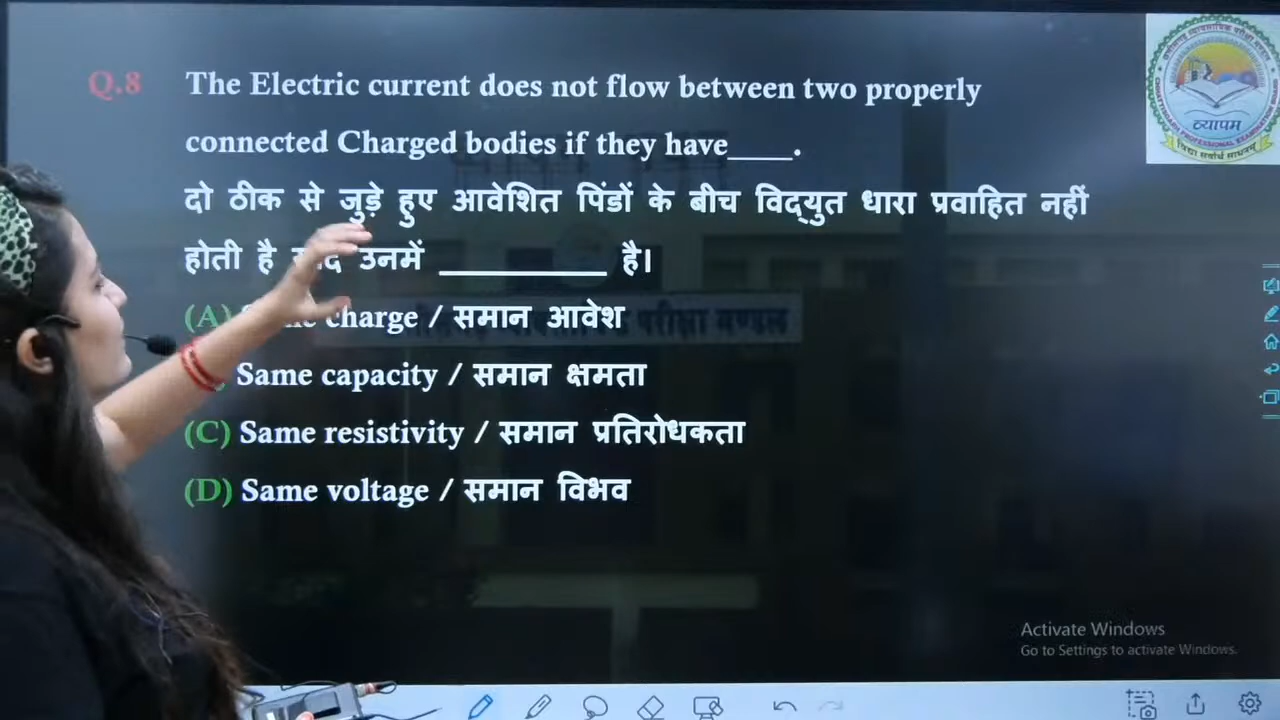 Q.8 The Electric current does not flow between two properly
connected Charged bodies if they have____.
दो ठीक से जुड़े हुए आवेशित पिंडों के बीच विद्युत धारा प्रवाहित नहीं
होती है उनमें ____________ है।
(A) charge / समान आवेश
Same capacity / समान क्षमता
(C) Same resistivity / समान प्रतिरोधकता
(D) Same voltage / समान विभव
व्यापम
Activate Windows
Go to Settings to activate Windows.